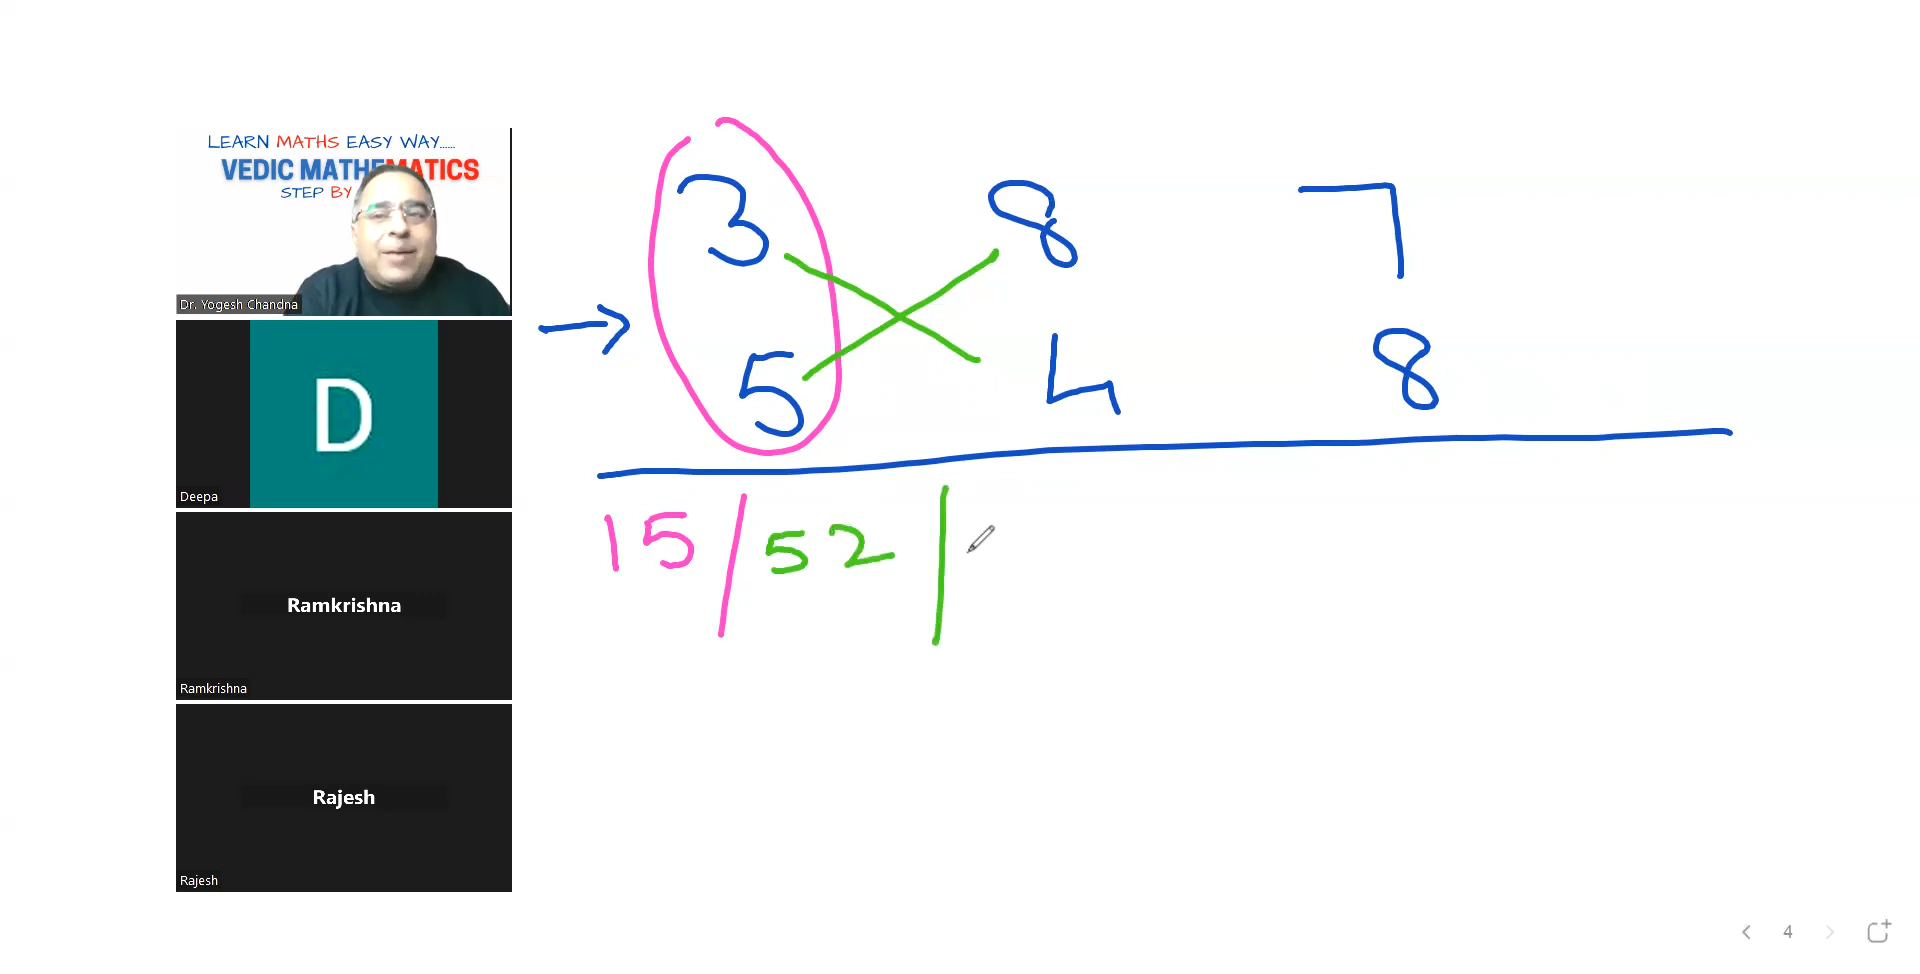 LEARN MATHS EASY WAY......
VEDIC MATHEMATICS
STEP BY
Dr. Yogesh Chandna
D
Deepa
Ramkrishna
Ramkrishna
Rajesh
Rajesh
3 8 7
→ 5 4 8
15 / 52 |
4